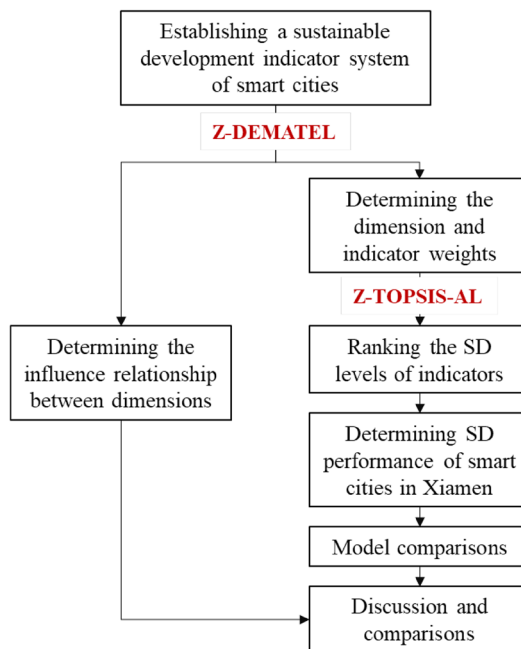 Establishing a sustainable
development indicator system
of smart cities
Z-DEMATEL
Determining the
dimension and
indicator weights
Z-TOPSIS-AL
Determining the
influence relationship
between dimensions
Ranking the SD
levels of indicators
Determining SD
performance of smart
cities in Xiamen
Model comparisons
Discussion and
comparisons